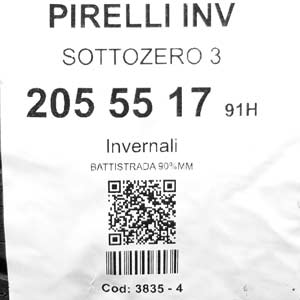 PIRELLI INV
SOTTOZERO 3
205 55 17 91H
Invernali
BATTISTRADA 90%MM
Cod: 3835 - 4